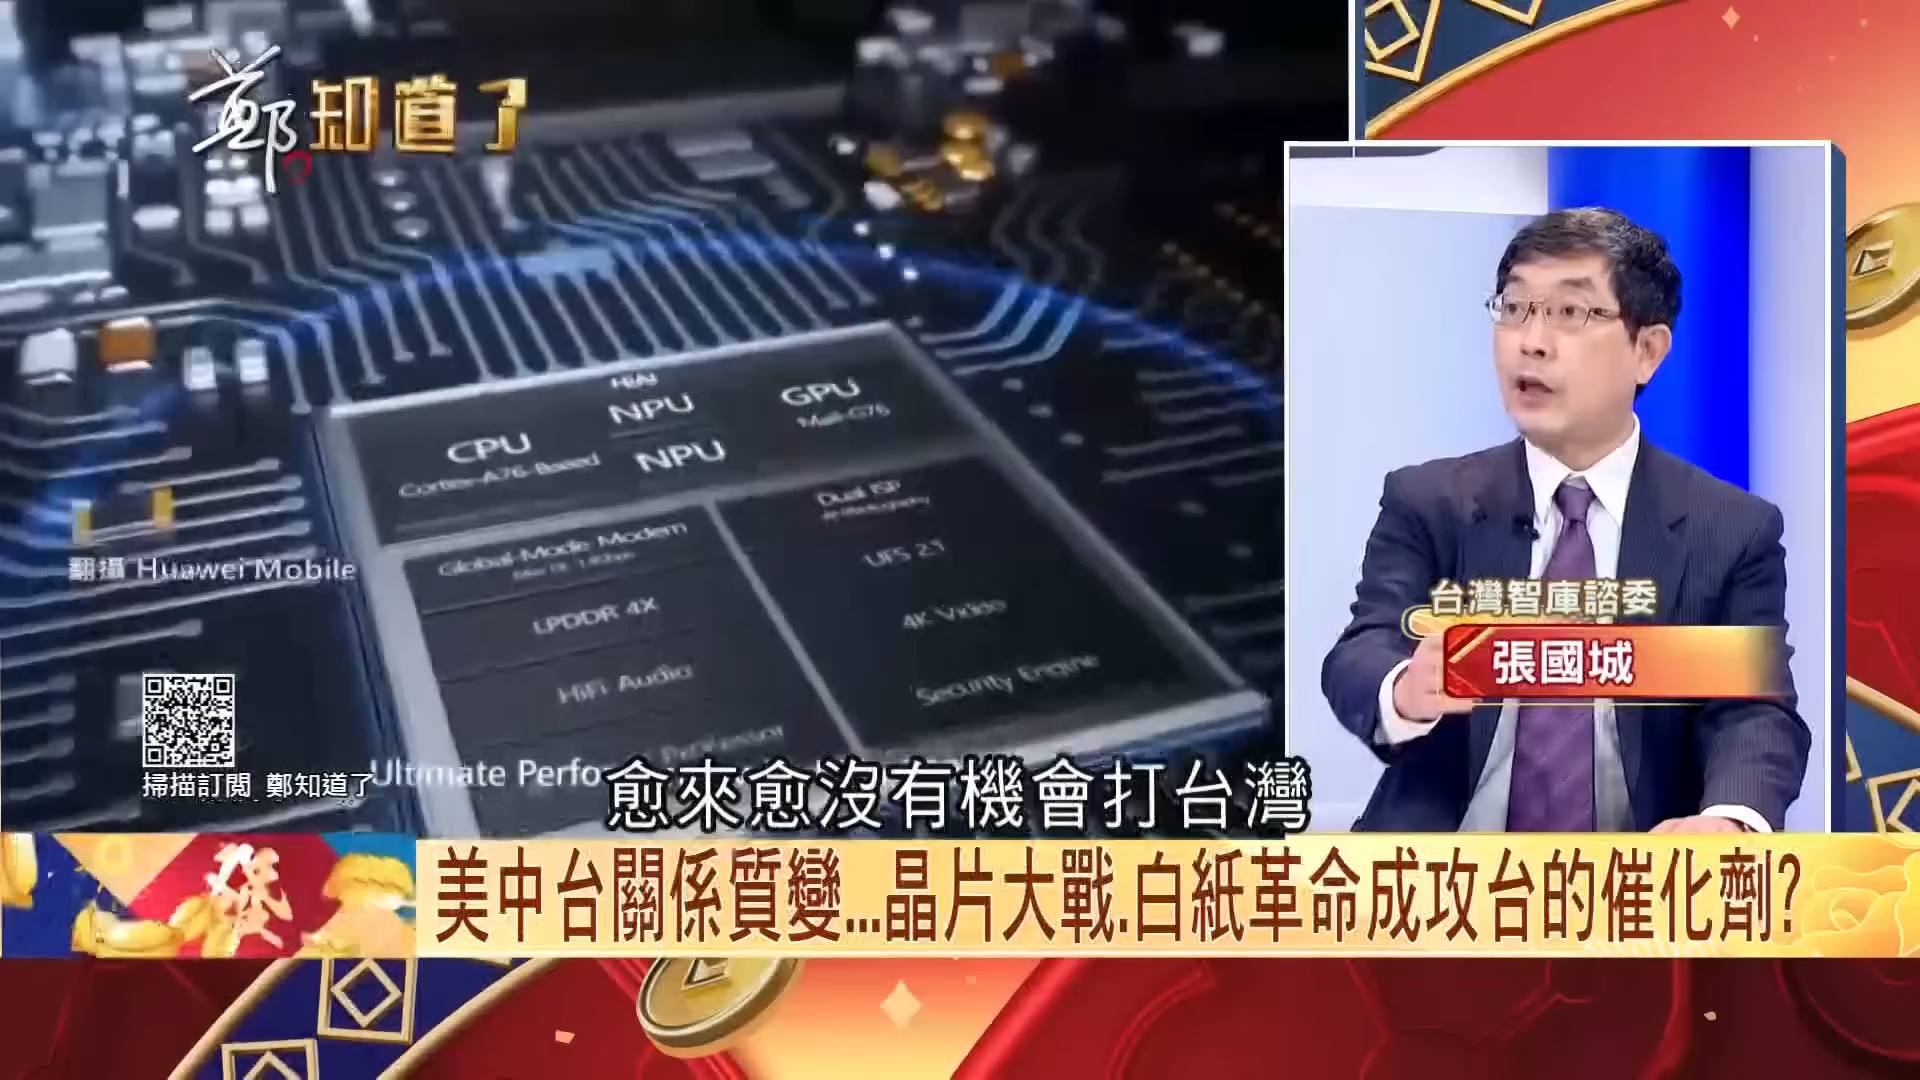 鄭知道了
HiAI
NPU
GPU
Mali-G76
CPU
Cortex-A76-Based
NPU
Dual ISP
Global-Mode Modem
UFS 2.1
翻攝 Huawei Mobile
LPDDR 4X
4K Video
HiFi Audio
Security Engine
台灣智庫諮委
張國城
Ultimate Perfo
掃描訂閱 鄭知道了
愈來愈沒有機會打台灣
美中台關係質變...晶片大戰.白紙革命成攻台的催化劑?